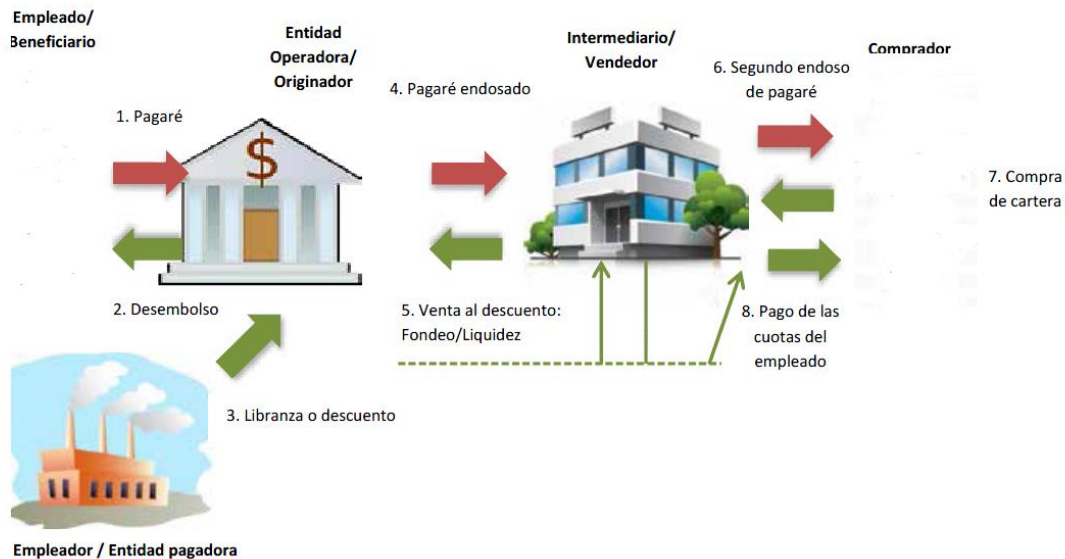 Empleado/
Beneficiario
Entidad
Operadora/
Originador
Intermediario/
Vendedor
Comprador
1. Pagaré
4. Pagaré endosado
6. Segundo endoso
de pagaré
$
7. Compra
de cartera
2. Desembolso
5. Venta al descuento:
Fondeo/Liquidez
8. Pago de las
cuotas del
empleado
3. Libranza o descuento
Empleador / Entidad pagadora